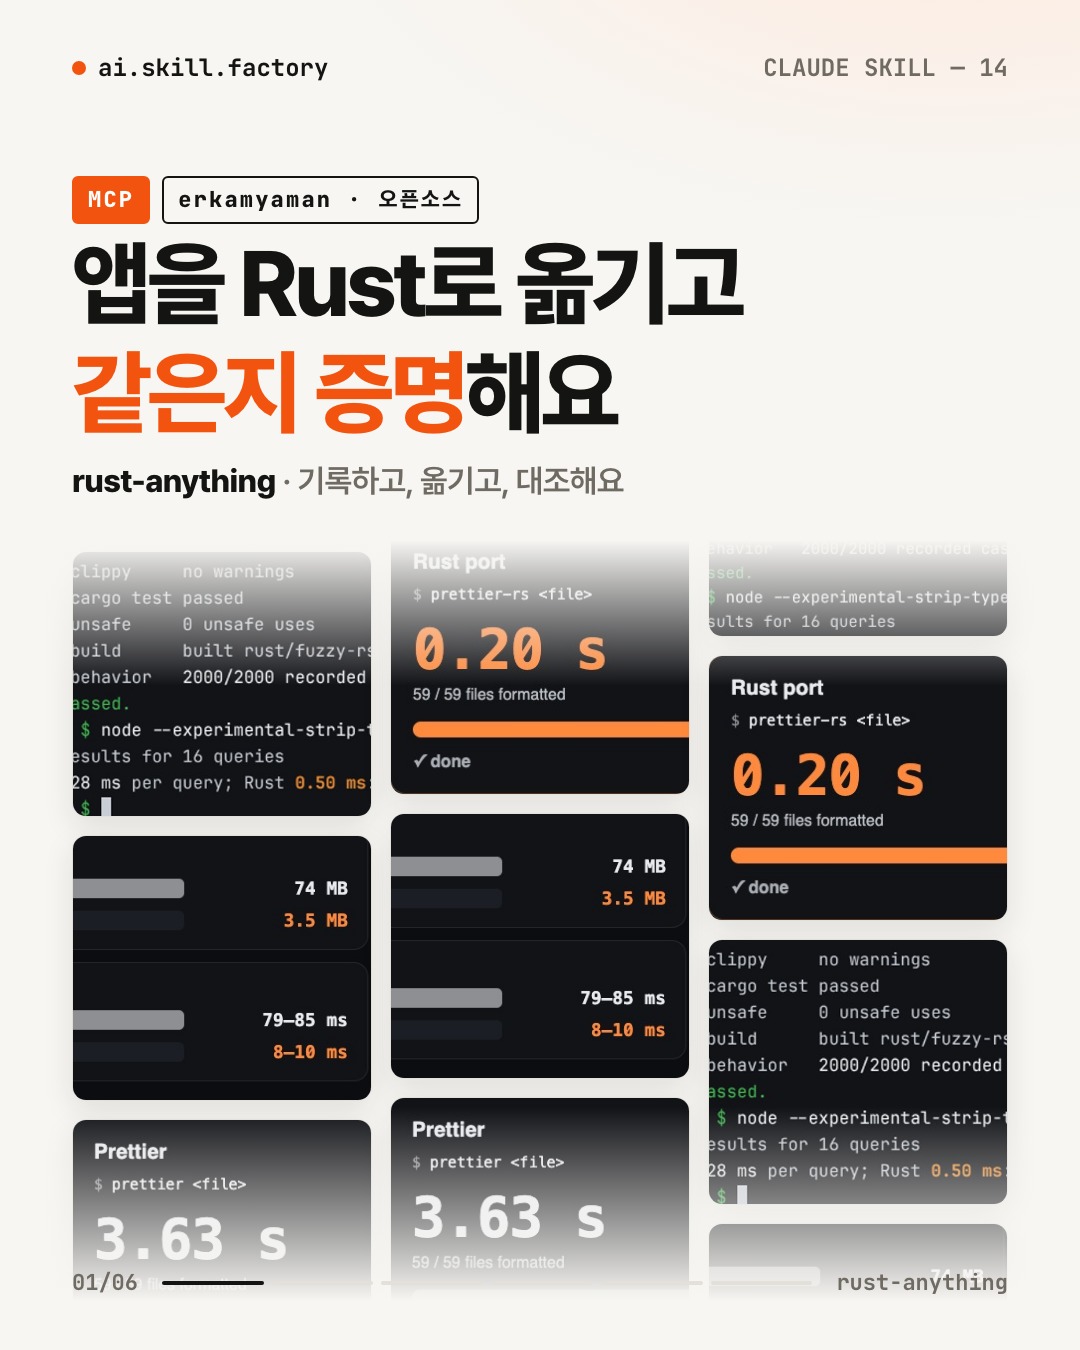 ai.skill.factory
CLAUDE SKILL — 14
MCP
erkamyaman · 오픈소스
앱을 Rust로 옮기고
같은지 증명해요
rust-anything · 기록하고, 옮기고, 대조해요
clippy no warnings
cargo test passed
unsafe 0 unsafe uses
build built rust/fuzzy-rs
behavior 2000/2000 recorded
assed.
$ node --experimental-strip-t
esults for 16 queries
28 ms per query; Rust 0.50 ms
$
74 MB
3.5 MB
79–85 ms
8–10 ms
Prettier
$ prettier <file>
3.63 s
Rust port
$ prettier-rs <file>
0.20 s
59 / 59 files formatted
✓ done
74 MB
3.5 MB
79–85 ms
8–10 ms
Prettier
$ prettier <file>
3.63 s
59 / 59 files formatted
behavior 2000/2000 recorded cas
ssed.
$ node --experimental-strip-type
sults for 16 queries
Rust port
$ prettier-rs <file>
0.20 s
59 / 59 files formatted
✓ done
clippy no warnings
cargo test passed
unsafe 0 unsafe uses
build built rust/fuzzy-rs
behavior 2000/2000 recorded
assed.
$ node --experimental-strip-t
esults for 16 queries
28 ms per query; Rust 0.50 ms
$
74 MB
01/06
rust-anything